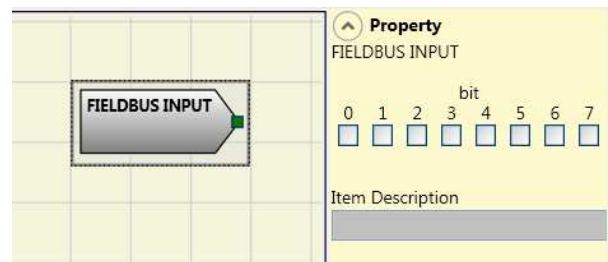 FIELDBUS INPUT
Property
FIELDBUS INPUT
bit
0 1 2 3 4 5 6 7
Item Description